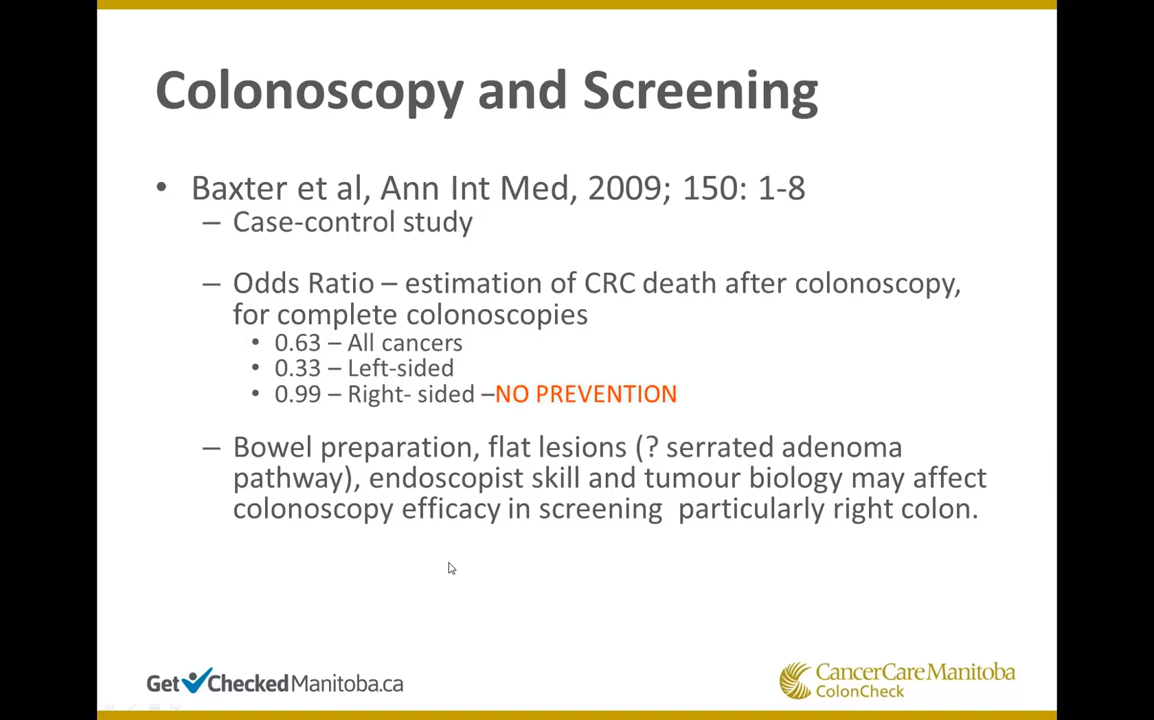 Colonoscopy and Screening
• Baxter et al, Ann Int Med, 2009; 150: 1-8
– Case-control study
– Odds Ratio – estimation of CRC death after colonoscopy,
for complete colonoscopies
• 0.63 – All cancers
• 0.33 – Left-sided
• 0.99 – Right- sided –NO PREVENTION
– Bowel preparation, flat lesions (? serrated adenoma
pathway), endoscopist skill and tumour biology may affect
colonoscopy efficacy in screening  particularly right colon.
Get CheckedManitoba.ca
CancerCare Manitoba
ColonCheck